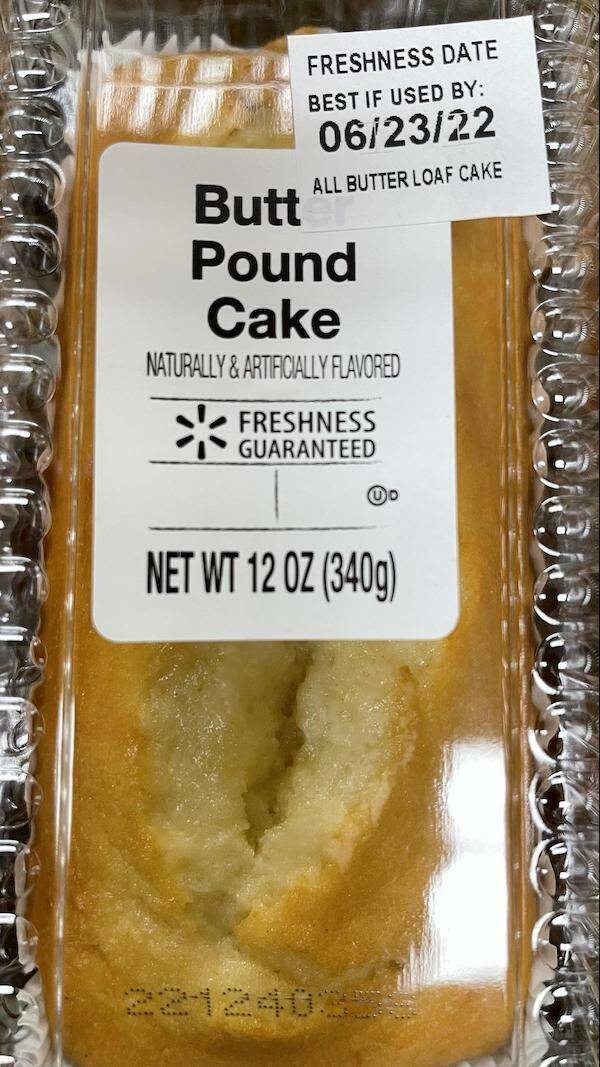 FRESHNESS DATE
BEST IF USED BY:
06/23/22
ALL BUTTER LOAF CAKE
Butter
Pound
Cake
NATURALLY & ARTIFICIALLY FLAVORED
FRESHNESS
GUARANTEED
U D
NET WT 12 OZ (340g)